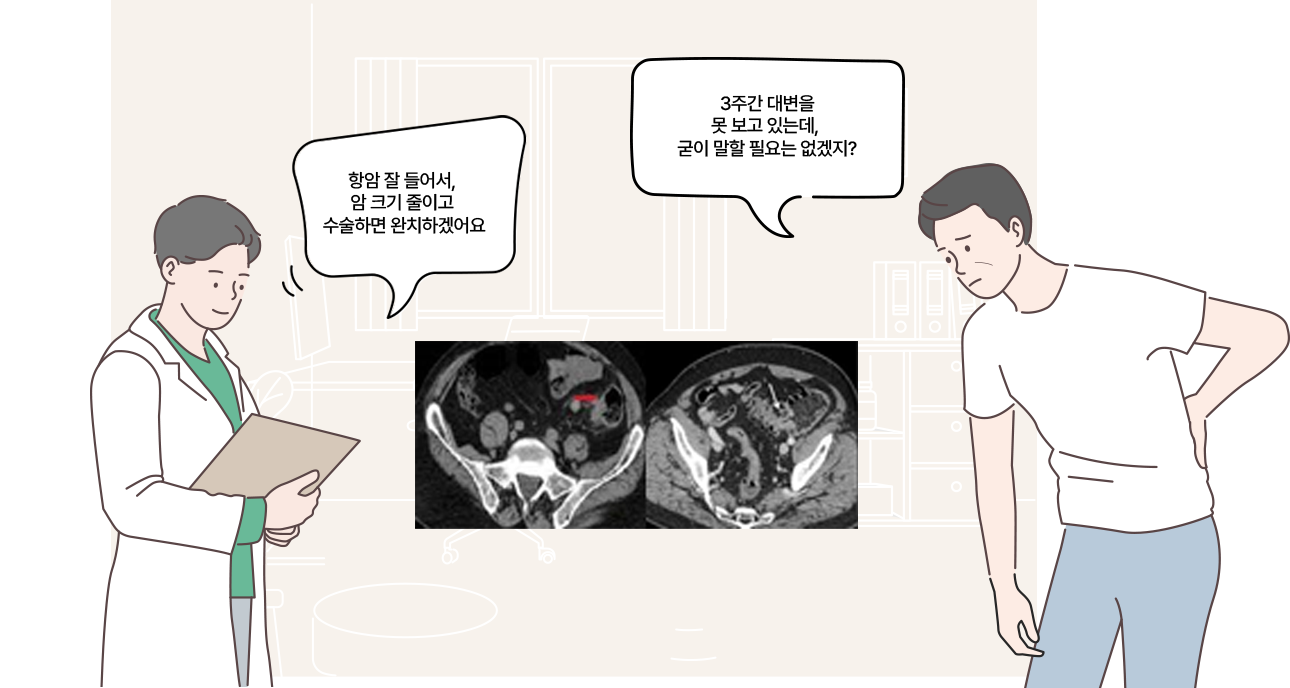 항암 잘 들어서,
암 크기 줄이고
수술하면 완치하겠어요
3주간 대변을
못 보고 있는데,
굳이 말할 필요는 없겠지?